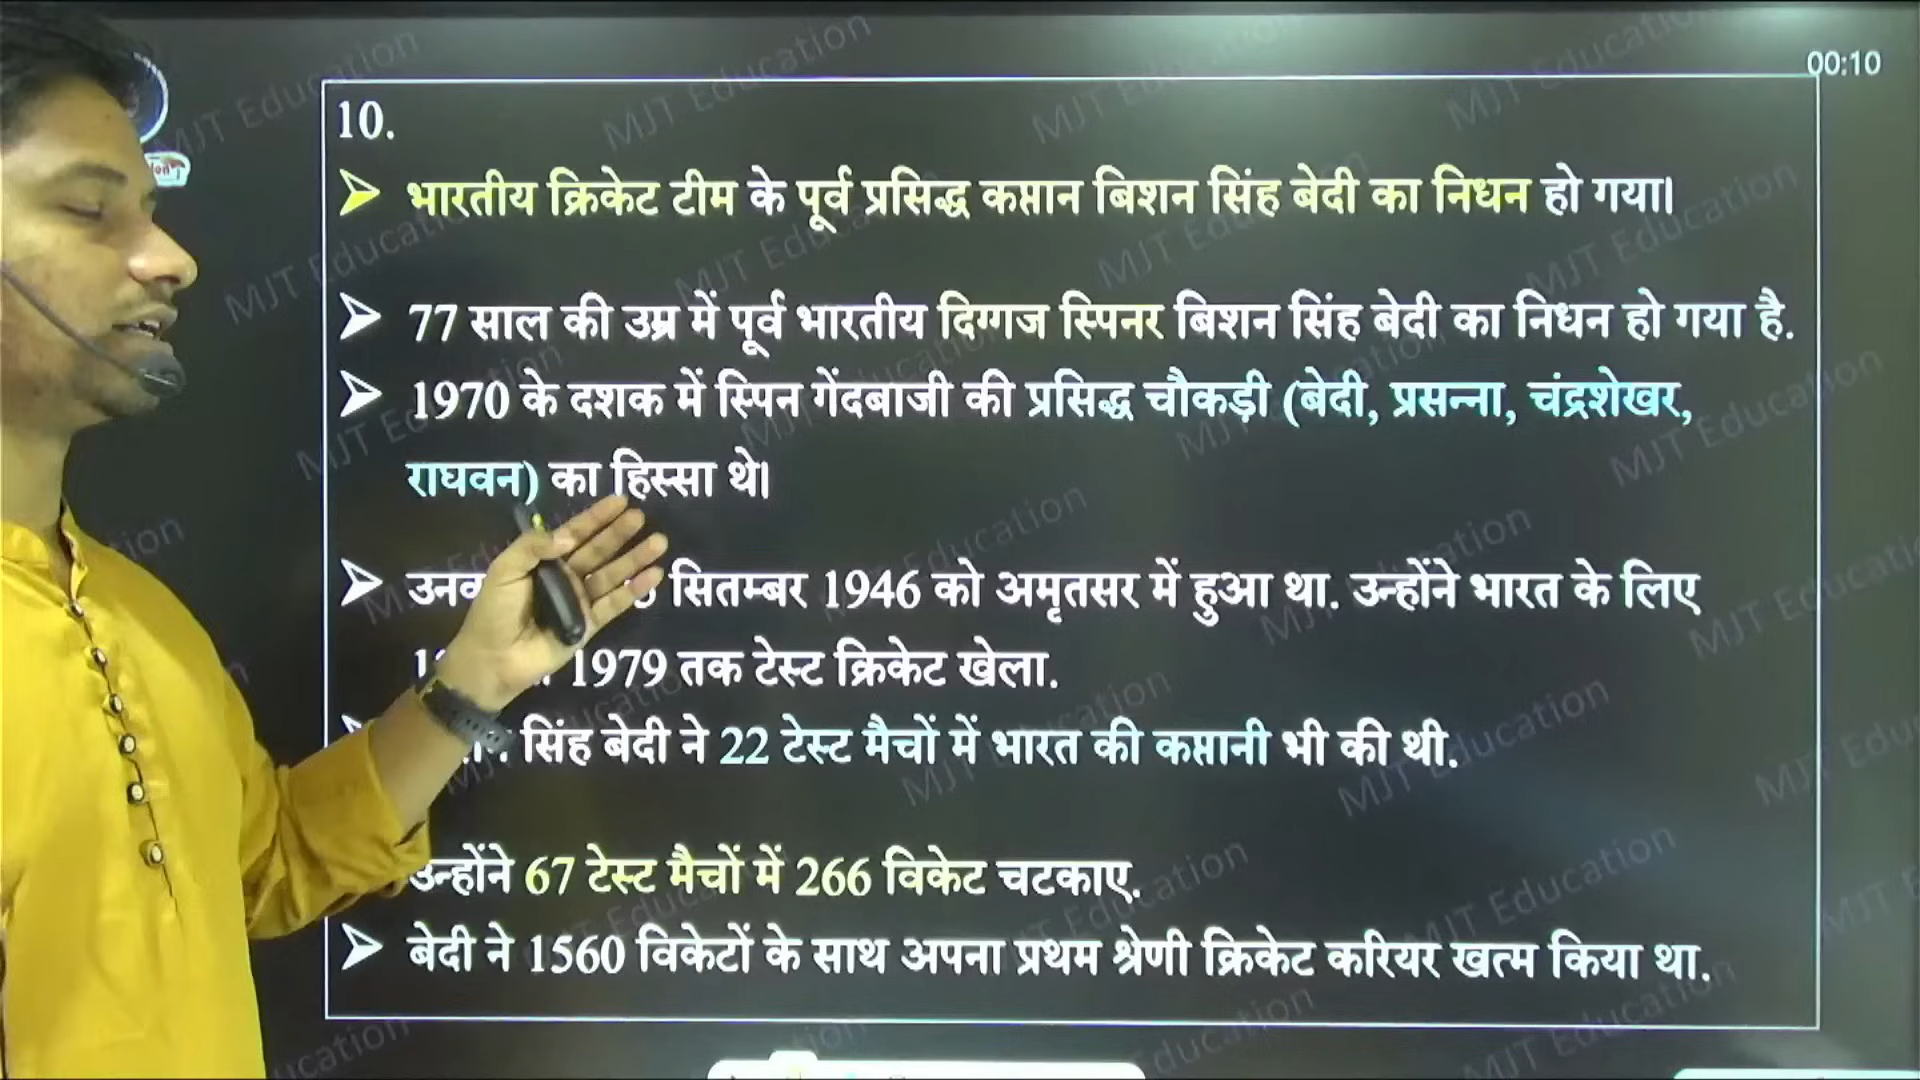 00:10
10.
➤ भारतीय क्रिकेट टीम के पूर्व प्रसिद्ध कप्तान बिशन सिंह बेदी का निधन हो गया।
➤ 77 साल की उम्र में पूर्व भारतीय दिग्गज स्पिनर बिशन सिंह बेदी का निधन हो गया है.
➤ 1970 के दशक में स्पिन गेंदबाजी की प्रसिद्ध चौकड़ी (बेदी, प्रसन्ना, चंद्रशेखर,
राघवन) का हिस्सा थे।
➤ सितम्बर 1946 को अमृतसर में हुआ था. उन्होंने भारत के लिए
1979 तक टेस्ट क्रिकेट खेला.
सिंह बेदी ने 22 टेस्ट मैचों में भारत की कप्तानी भी की थी.
उन्होंने 67 टेस्ट मैचों में 266 विकेट चटकाए.
➤ बेदी ने 1560 विकेटों के साथ अपना प्रथम श्रेणी क्रिकेट करियर खत्म किया था.
MJT Education